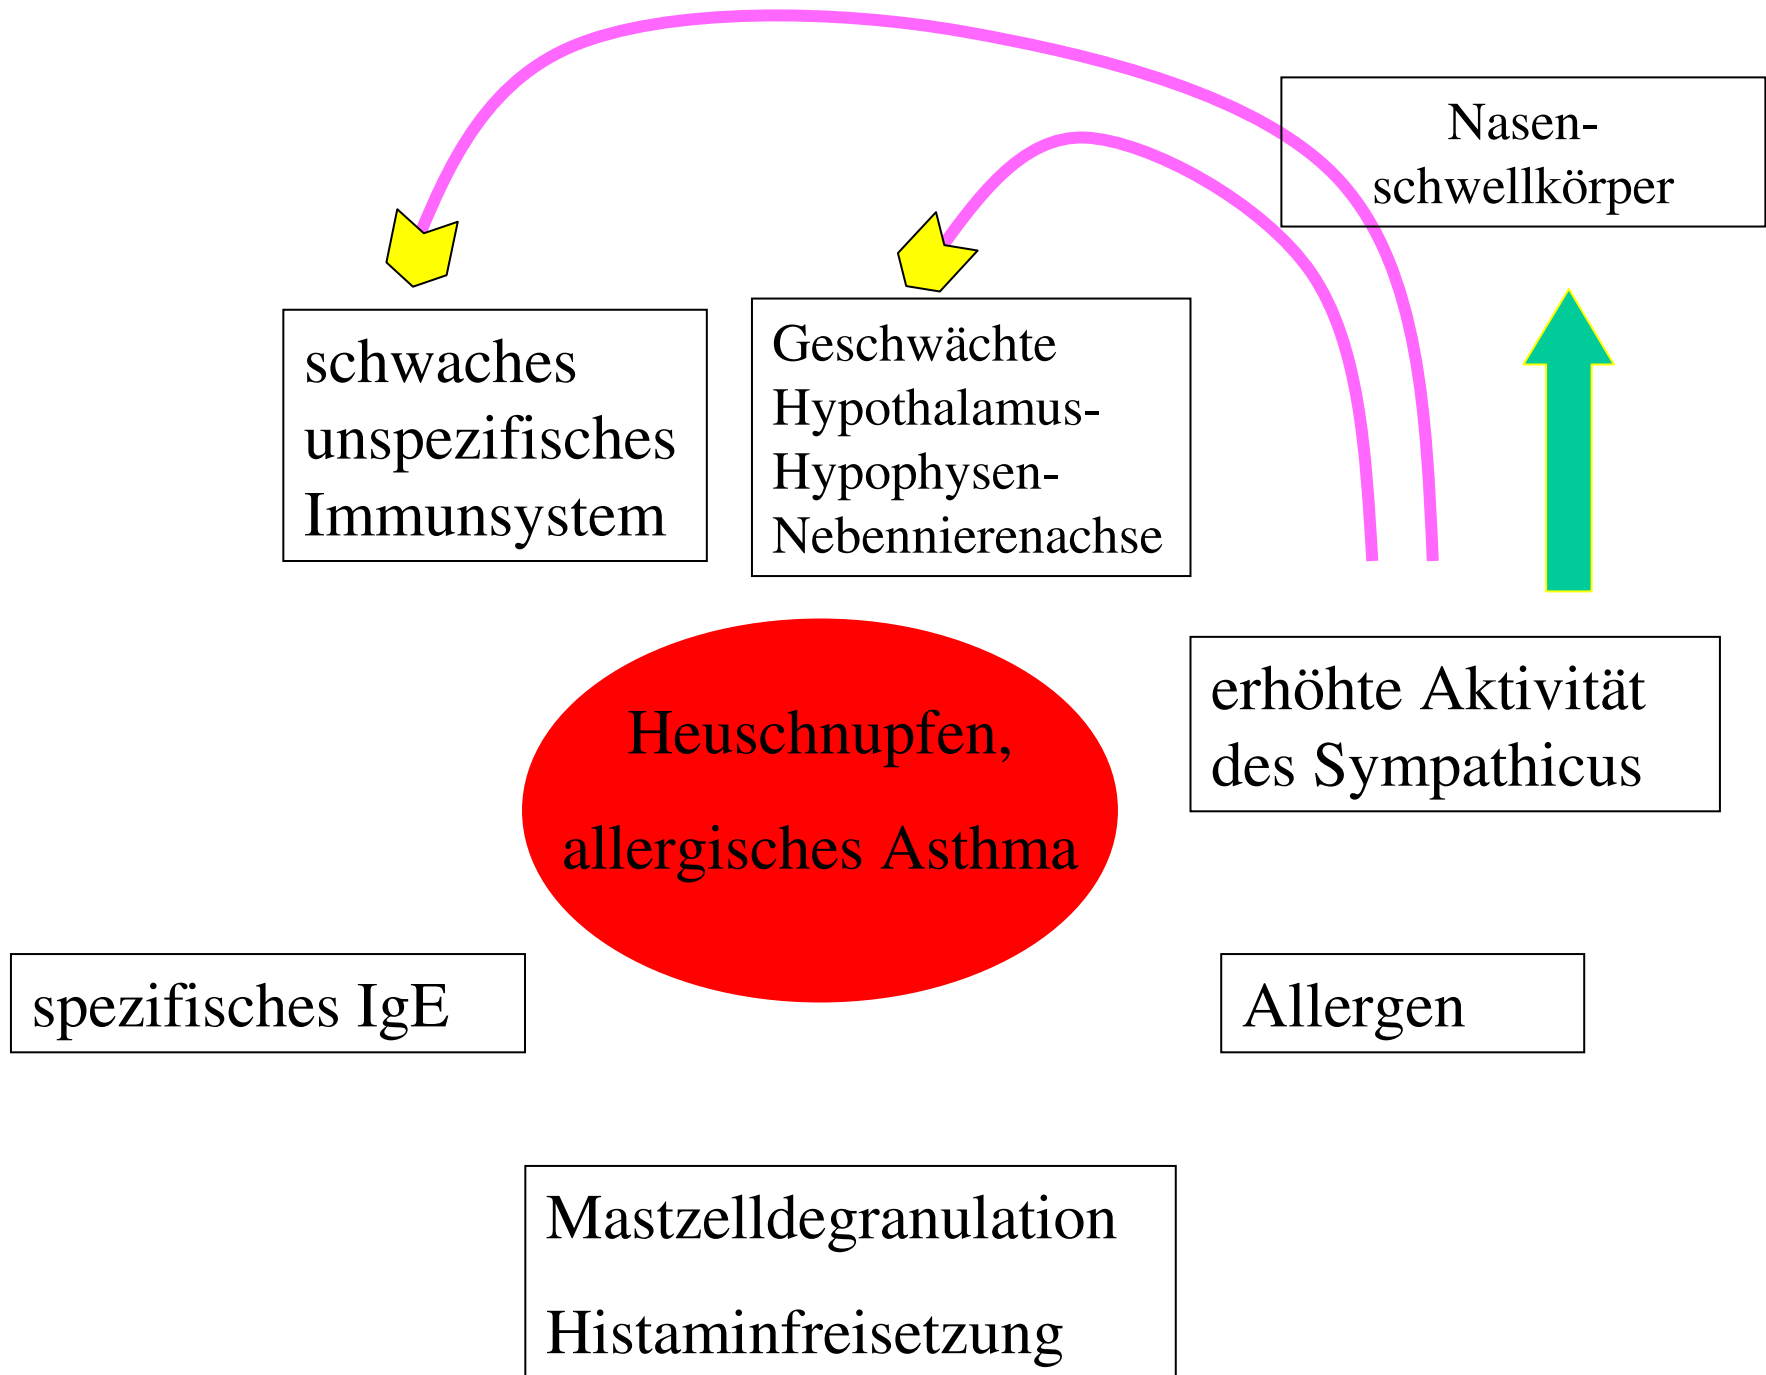 Nasen-
schwellkörper
schwaches
unspezifisches
Immunsystem
Geschwächte
Hypothalamus-
Hypophysen-
Nebennierenachse
erhöhte Aktivität
des Sympathicus
Heuschnupfen,
allergisches Asthma
spezifisches IgE
Allergen
Mastzelldegranulation
Histaminfreisetzung